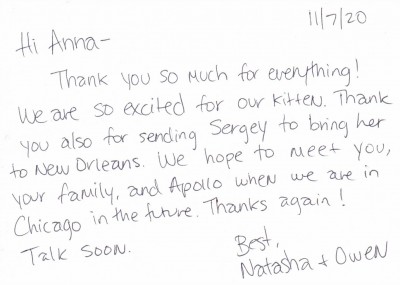 11/7/20
Hi Anna-
Thank you so much for everything!
We are so excited for our kitten. Thank
you also for sending Sergey to bring her
to New Orleans. We hope to meet you,
your family, and Apollo when we are in
Chicago in the future. Thanks again!
Talk soon.
Best,
Natasha + Owen